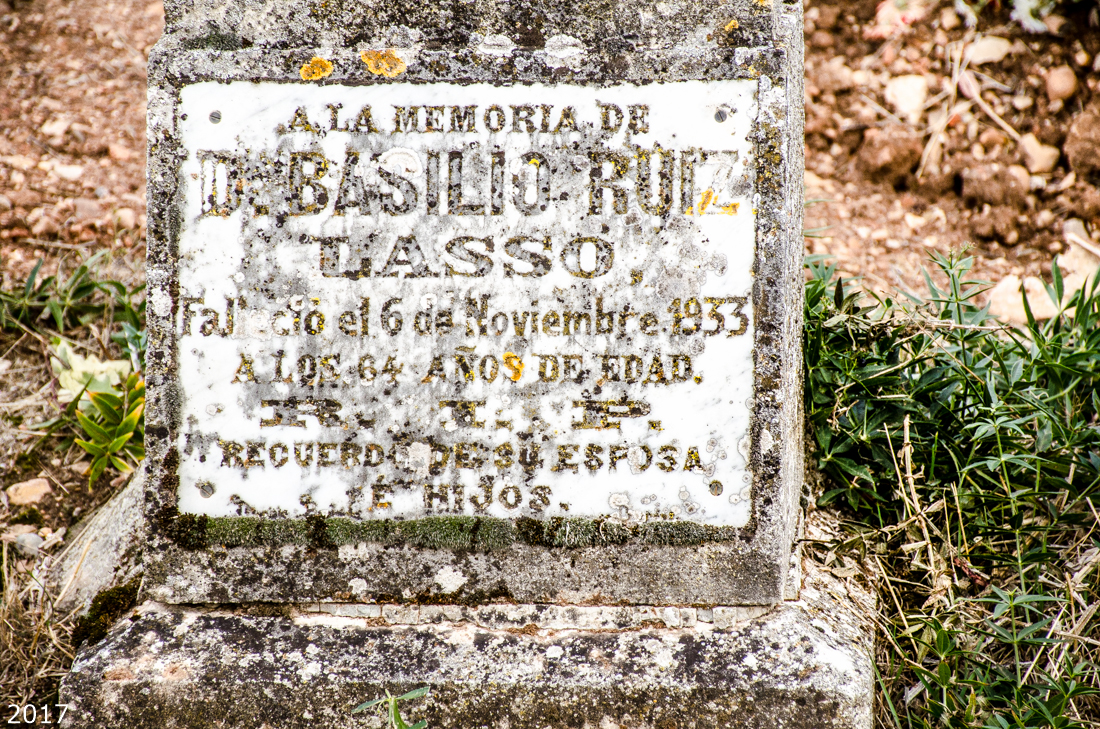 A LA MEMORIA DE
Dn. BASILIO RUIZ
LASSO,
Falleció el 6 de Noviembre 1933
A LOS 64 AÑOS DE EDAD.
R. I. P.
RECUERDO DE SU ESPOSA
É HIJOS.
2017